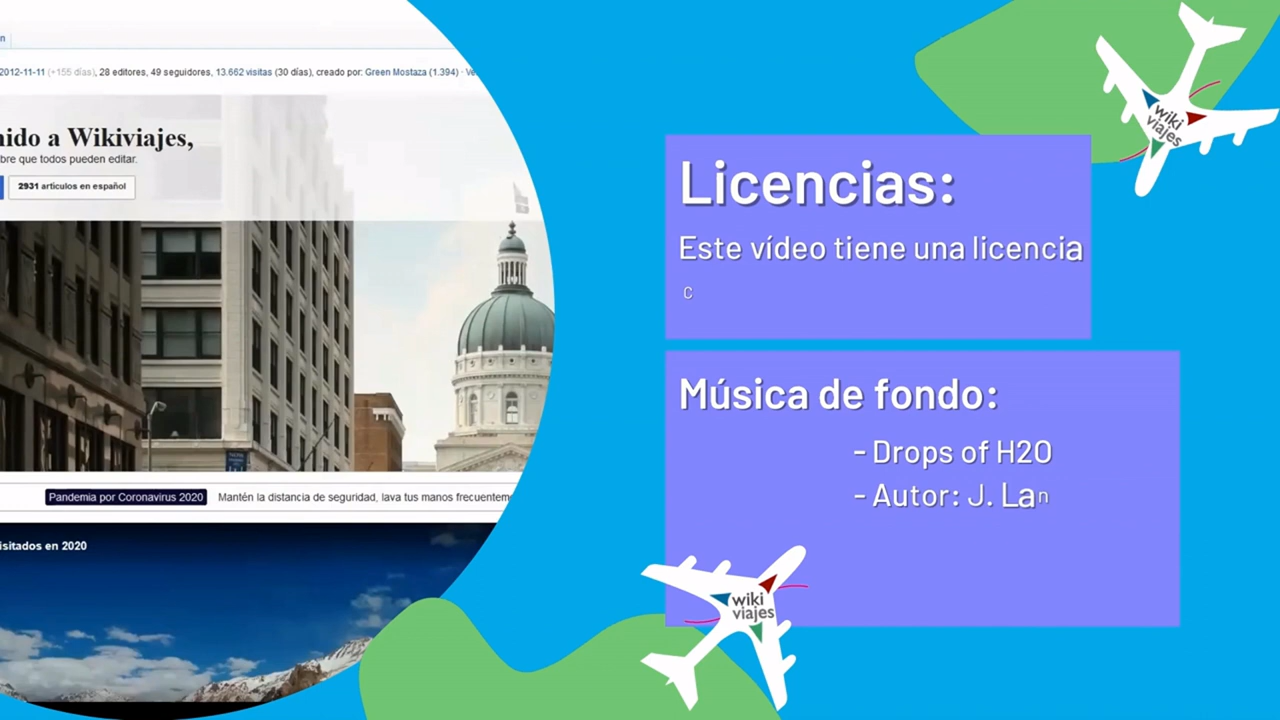 n
2012-11-11 (+155 días), 28 editores, 49 seguidores, 13.662 visitas (30 días), creado por: Green Mostaza (1.394) · Ve
nido a Wikiviajes,
bre que todos pueden editar.
2931 artículos en español
Pandemia por Coronavirus 2020 Mantén la distancia de seguridad, lava tus manos frecuentem
isitados en 2020
Licencias:
Este vídeo tiene una licencia
c
Música de fondo:
- Drops of H2O
- Autor: J. Lan
wiki
viajes
wiki
viajes